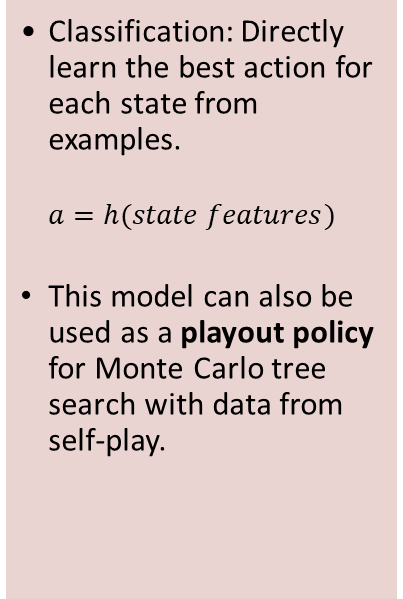 • Classification: Directly
learn the best action for
each state from
examples.
a = h(state features)
• This model can also be
used as a playout policy
for Monte Carlo tree
search with data from
self-play.